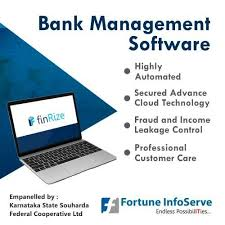 Bank Management
Software
Highly
Automated
Secured Advance
Cloud Technology
Fraud and Income
Leakage Control
Professional
Customer Care
finRize
Empanelled by :
Karnataka State Souharda
Federal Cooperative Ltd
Fortune InfoServe
Endless Possibilities...